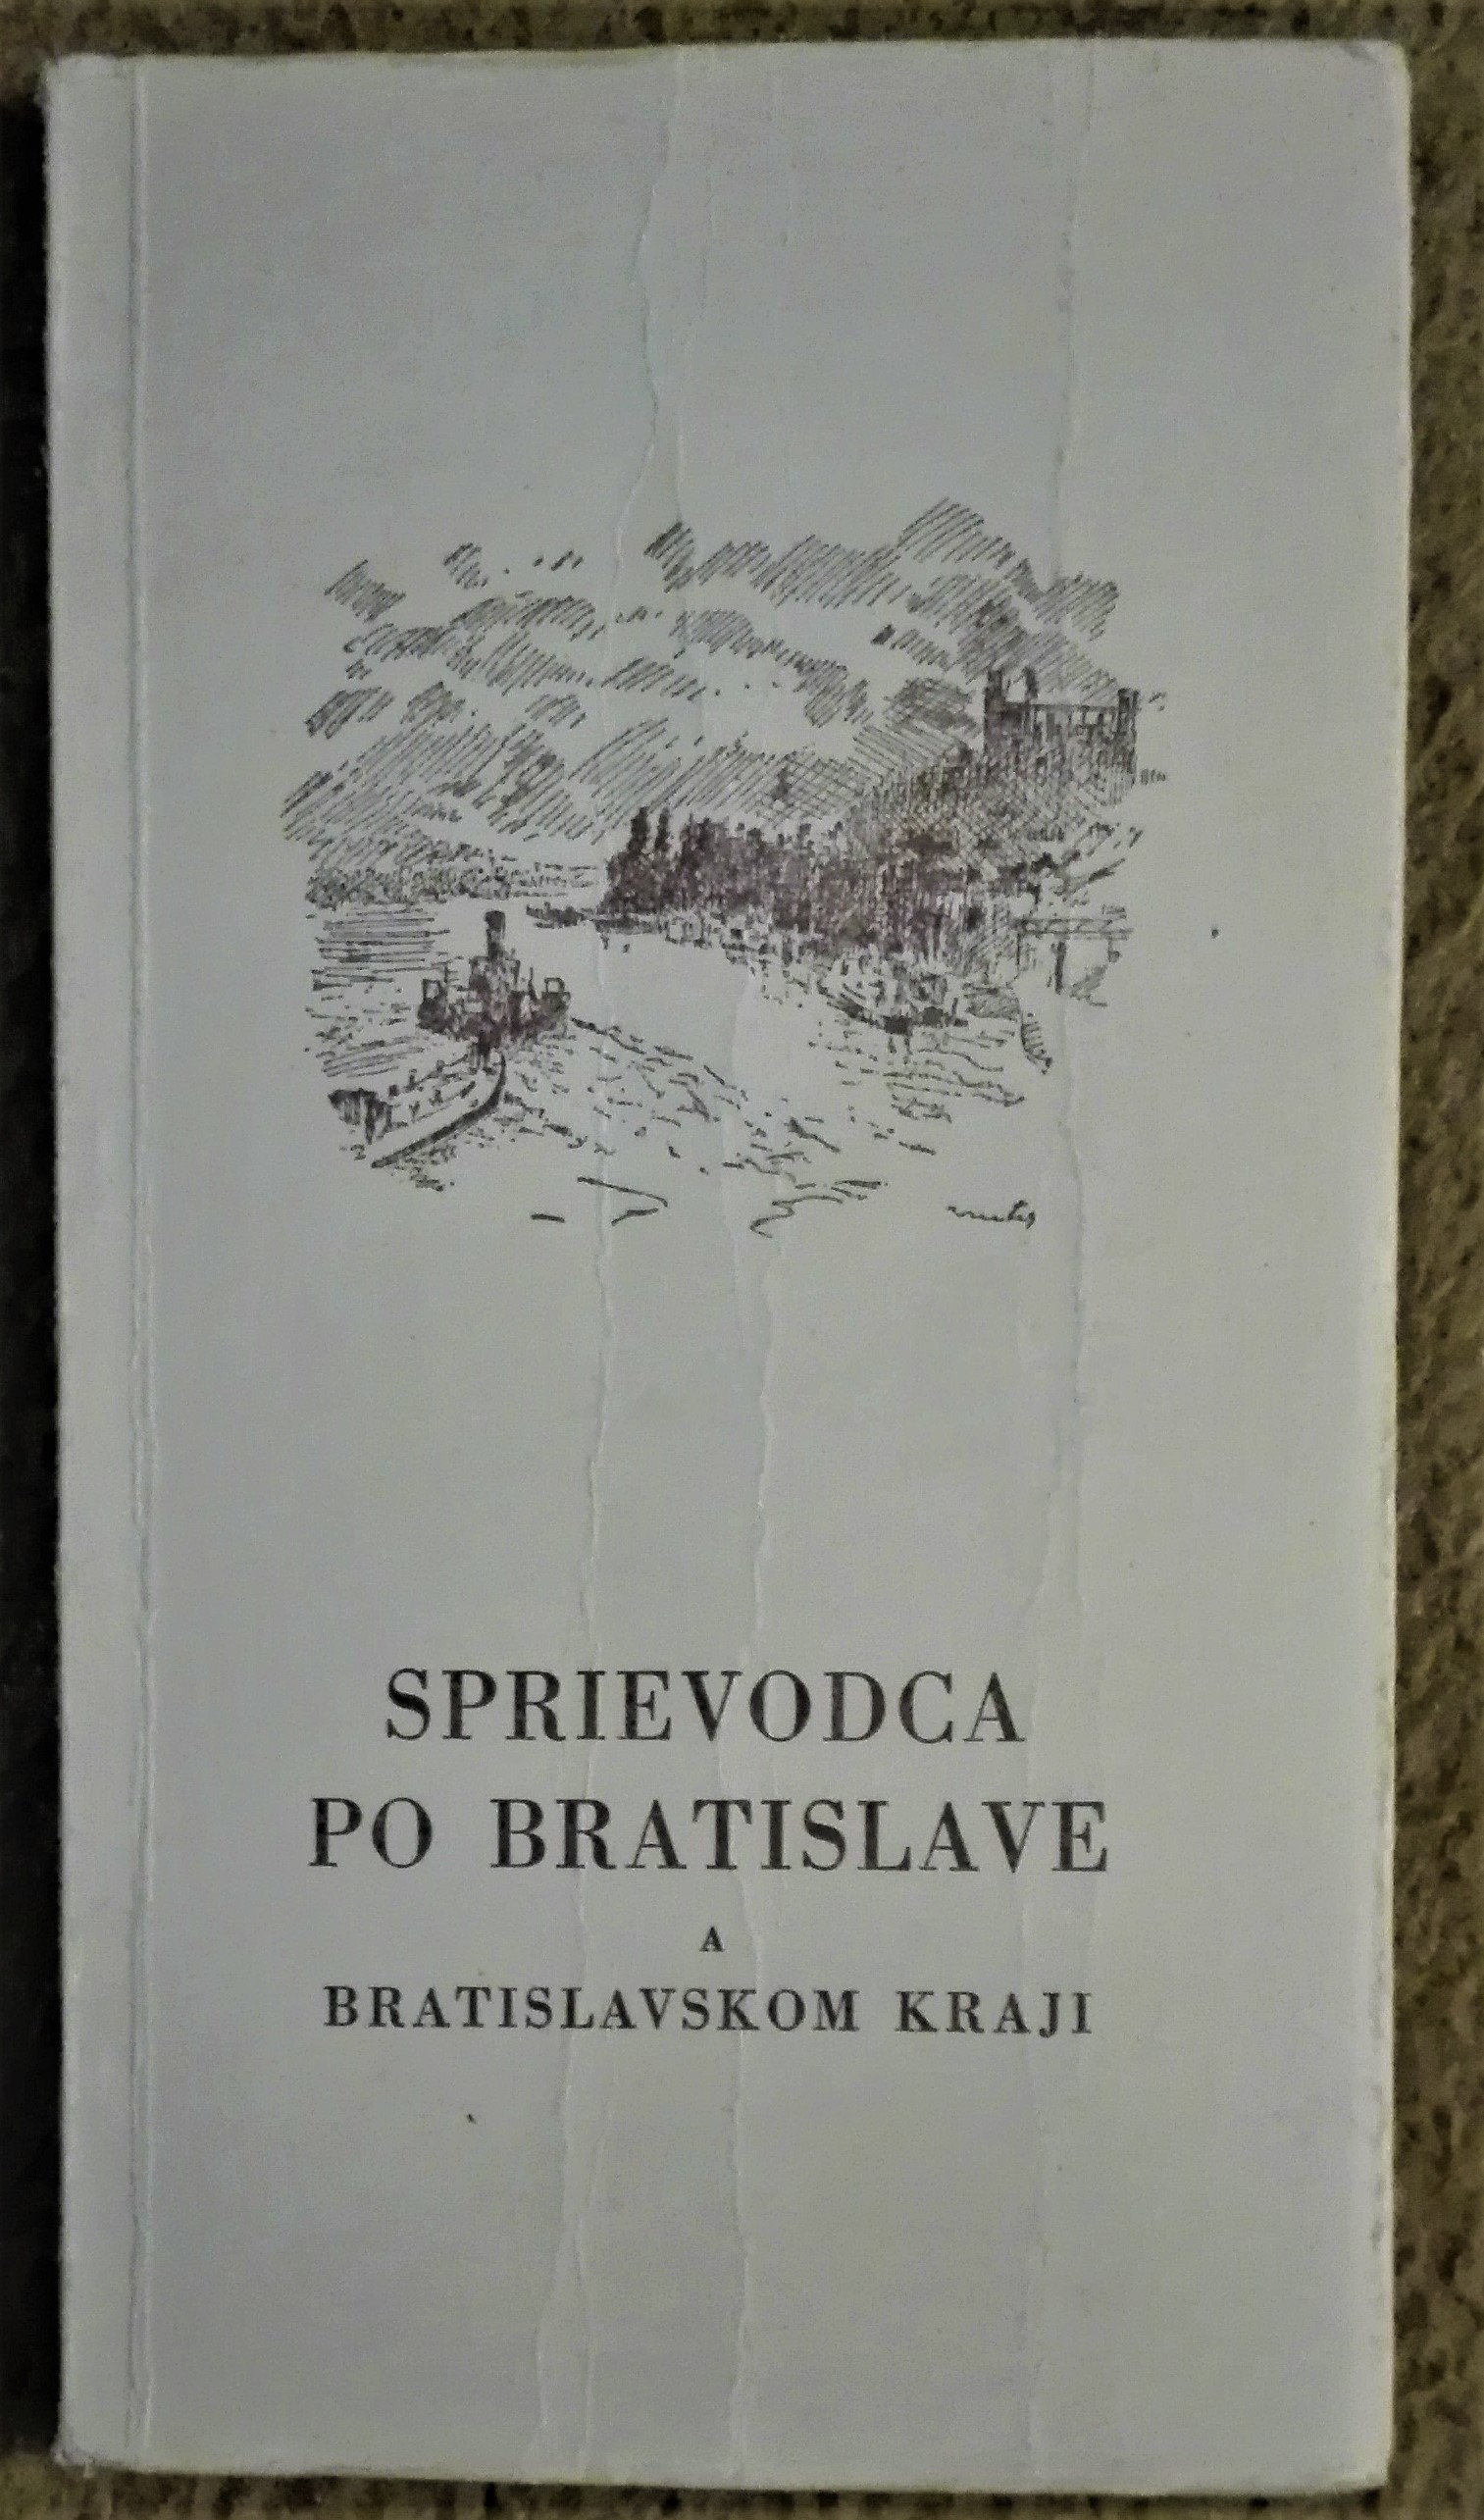 SPRIEVODCA
PO BRATISLAVE
A
BRATISLAVSKOM KRAJI